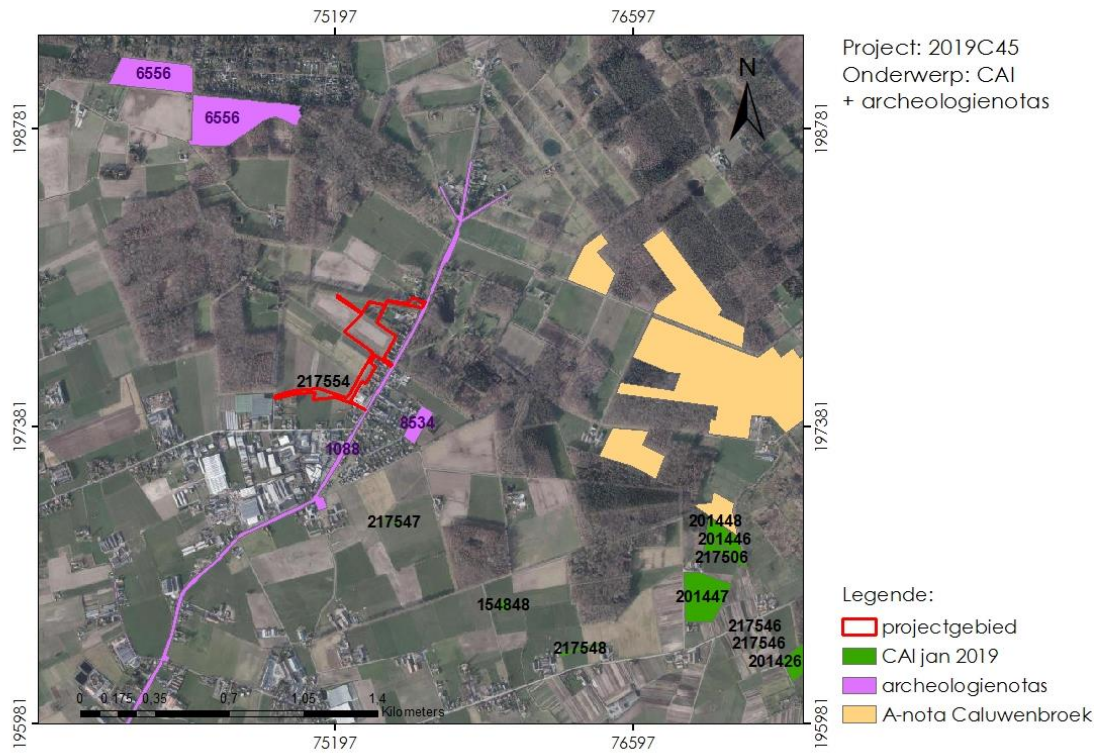 75197
76597
Project: 2019C45
Onderwerp: CAI
+ archeologienotas
N
6556
6556
198781
198781
217554
8534
1088
197381
197381
217547
201448
201446
217506
154848
201447
217546
217546
217548
201426
0 0.175 0.35 0.7 1.05 1.4
Kilometers
195981
195981
75197
76597
Legende:
projectgebied
CAI jan 2019
archeologienotas
A-nota Caluwenbroek